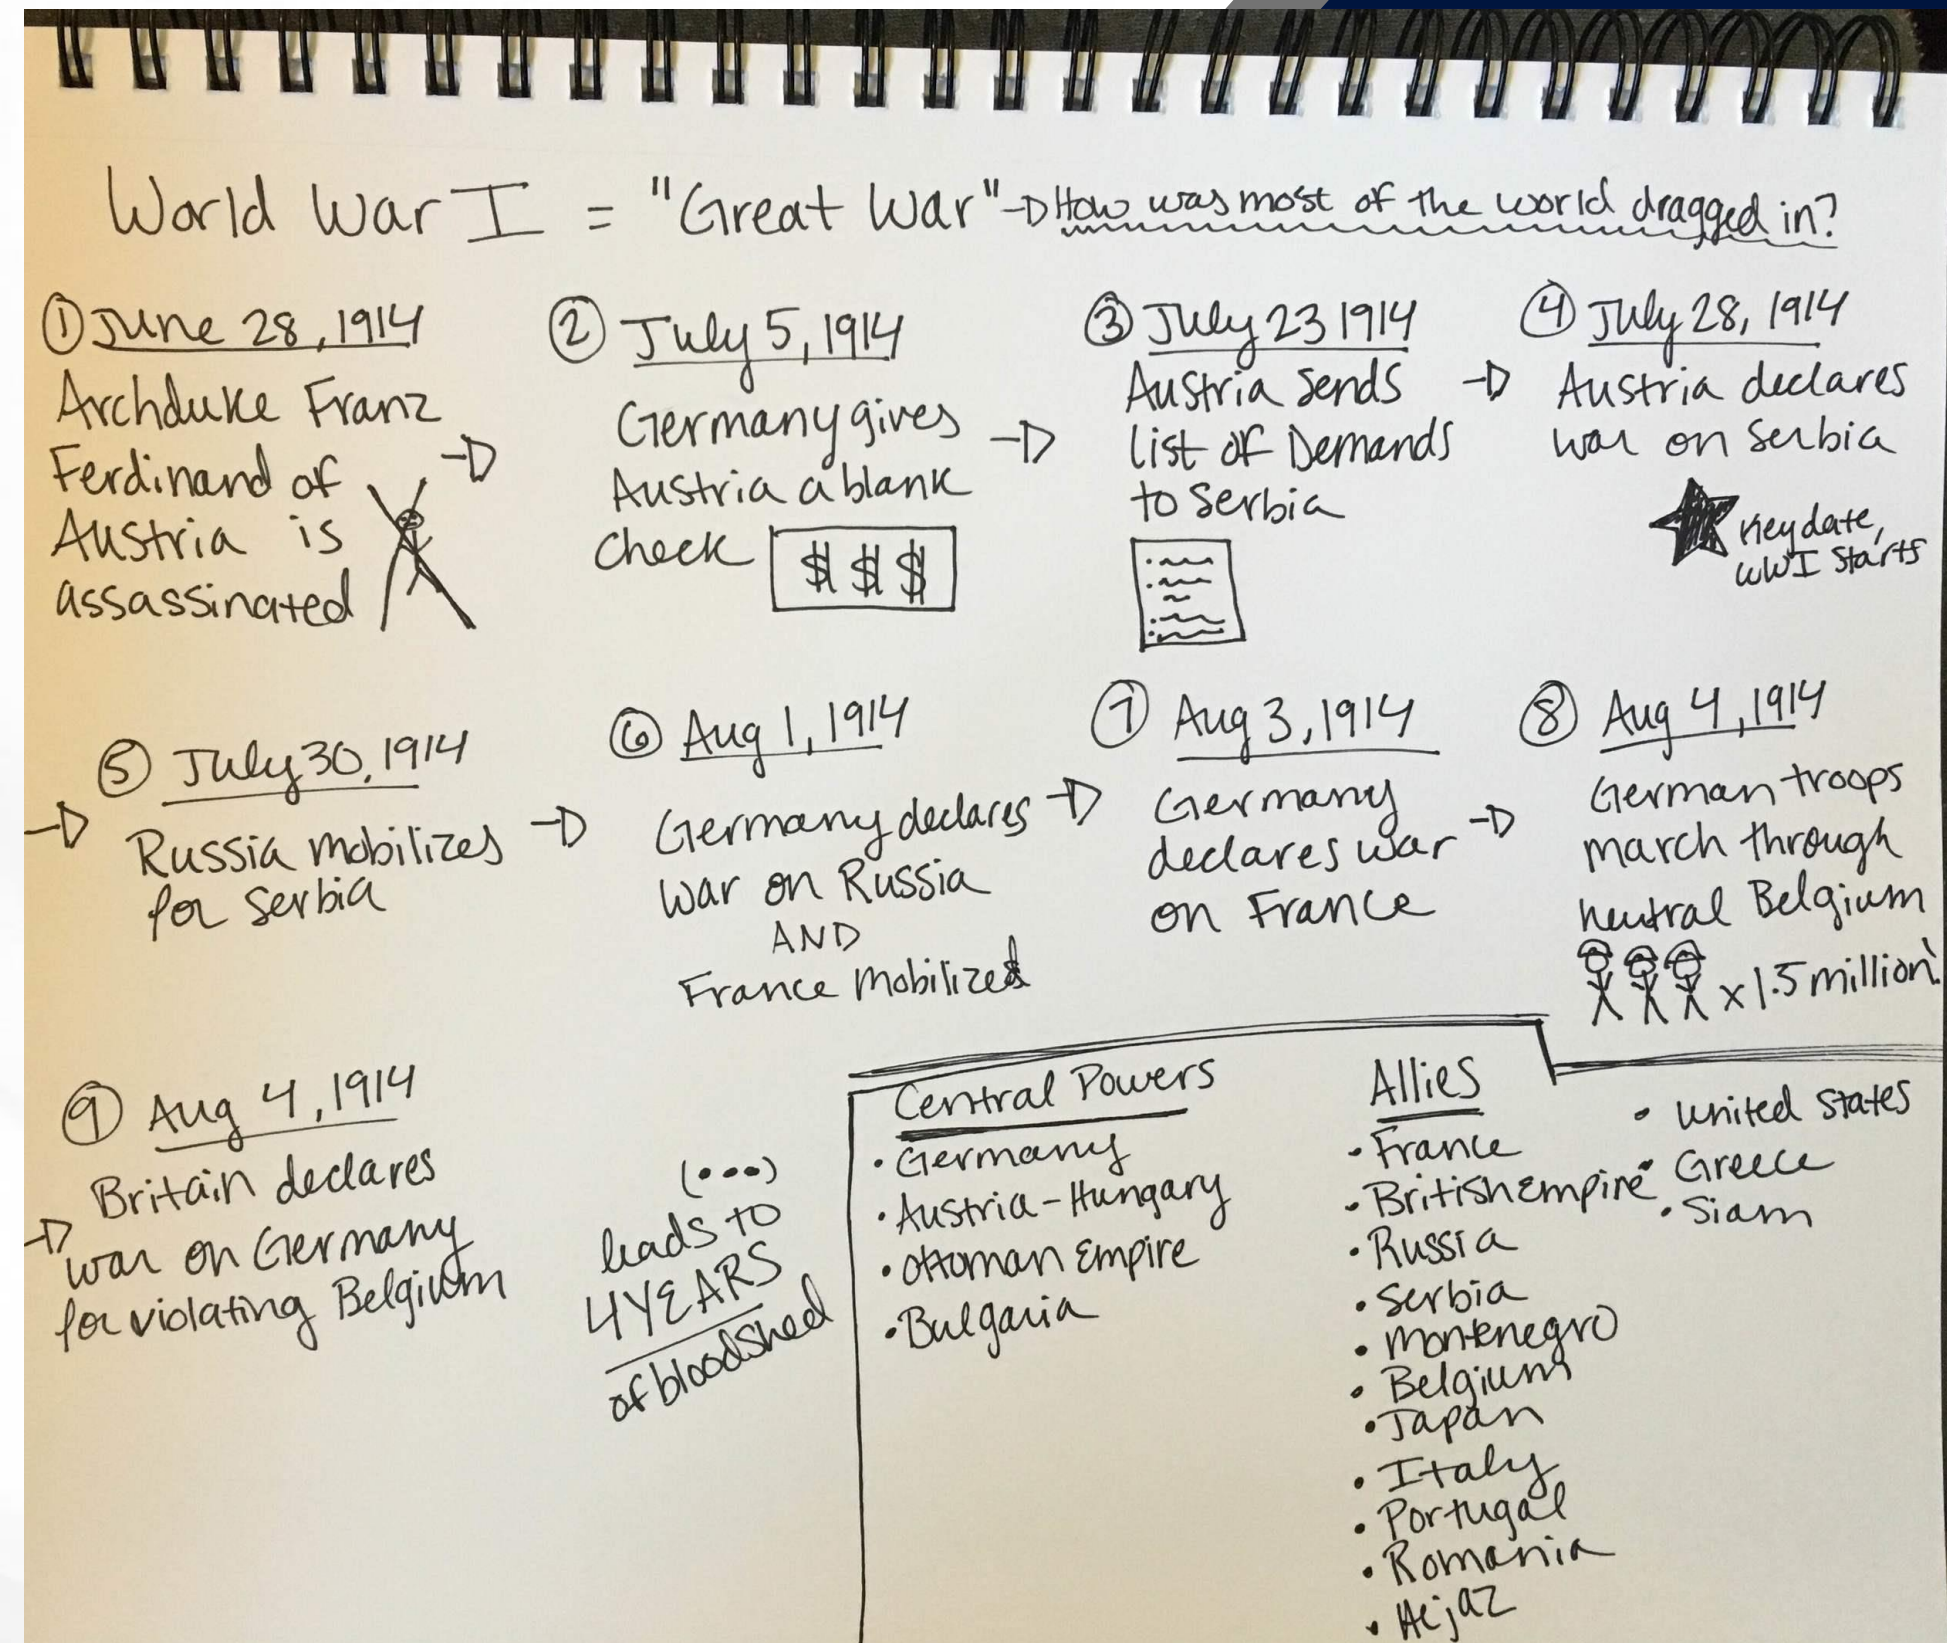 World War I = "Great War" → How was most of the world dragged in?
① June 28, 1914
Archduke Franz
Ferdinand of
Austria is
assassinated
→
② July 5, 1914
Germany gives
Austria a blank
check
$ $ $
→
③ July 23 1914
Austria sends
list of Demands
to Serbia
→
④ July 28, 1914
Austria declares
war on Serbia
★ Key date,
WWI starts
→
⑤ July 30, 1914
Russia mobilizes
for Serbia
→
⑥ Aug 1, 1914
Germany declares
war on Russia
AND
France mobilized
→
⑦ Aug 3, 1914
Germany
declares war
on France
→
⑧ Aug 4, 1914
German troops
march through
neutral Belgium
x 1.5 million!
→
⑨ Aug 4, 1914
Britain declares
war on Germany
for violating Belgium
(...)
leads to
4 YEARS
of bloodshed
Central Powers
• Germany
• Austria-Hungary
• Ottoman Empire
• Bulgaria
Allies
• France
• British Empire
• Russia
• Serbia
• Montenegro
• Belgium
• Japan
• Italy
• Portugal
• Romania
• Hejaz
• United States
• Greece
• Siam